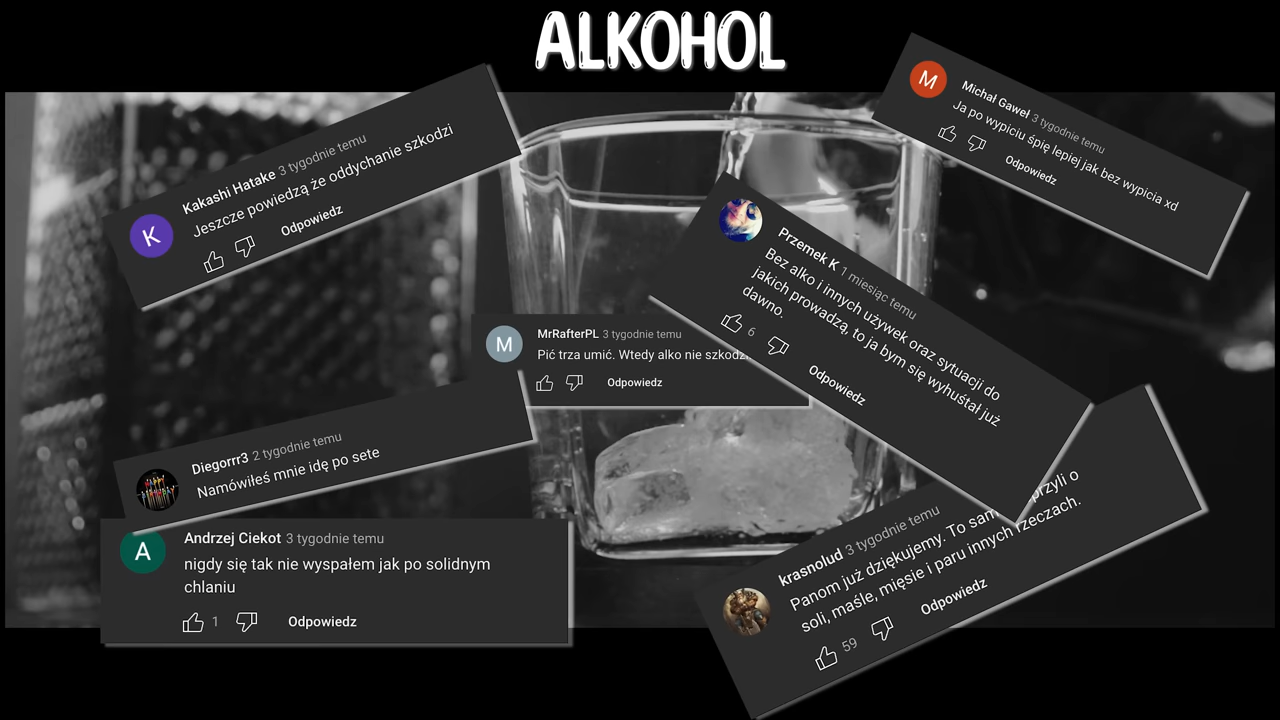 ALKOHOL
Kakashi Hatake 3 tygodnie temu
Jeszcze powiedzą że oddychanie szkodzi
Odpowiedz
Michał Gaweł 3 tygodnie temu
Ja po wypiciu śpię lepiej jak bez wypicia xd
Odpowiedz
Przemek K 1 miesiąc temu
Bez alko i innych używek oraz sytuacji do
jakich prowadzą, to ja bym się wyhuśtał już
dawno.
6
Odpowiedz
MrRafterPL 3 tygodnie temu
Pić trza umić. Wtedy alko nie szkodz
Odpowiedz
Diegorrr3 2 tygodnie temu
Namówiłeś mnie idę po sete
Andrzej Ciekot 3 tygodnie temu
nigdy się tak nie wyspałem jak po solidnym
chlaniu
1 Odpowiedz
krasnolud 3 tygodnie temu
Panom już dziękujemy. To sam przyli o
soli, maśle, mięsie i paru innych rzeczach.
59 Odpowiedz